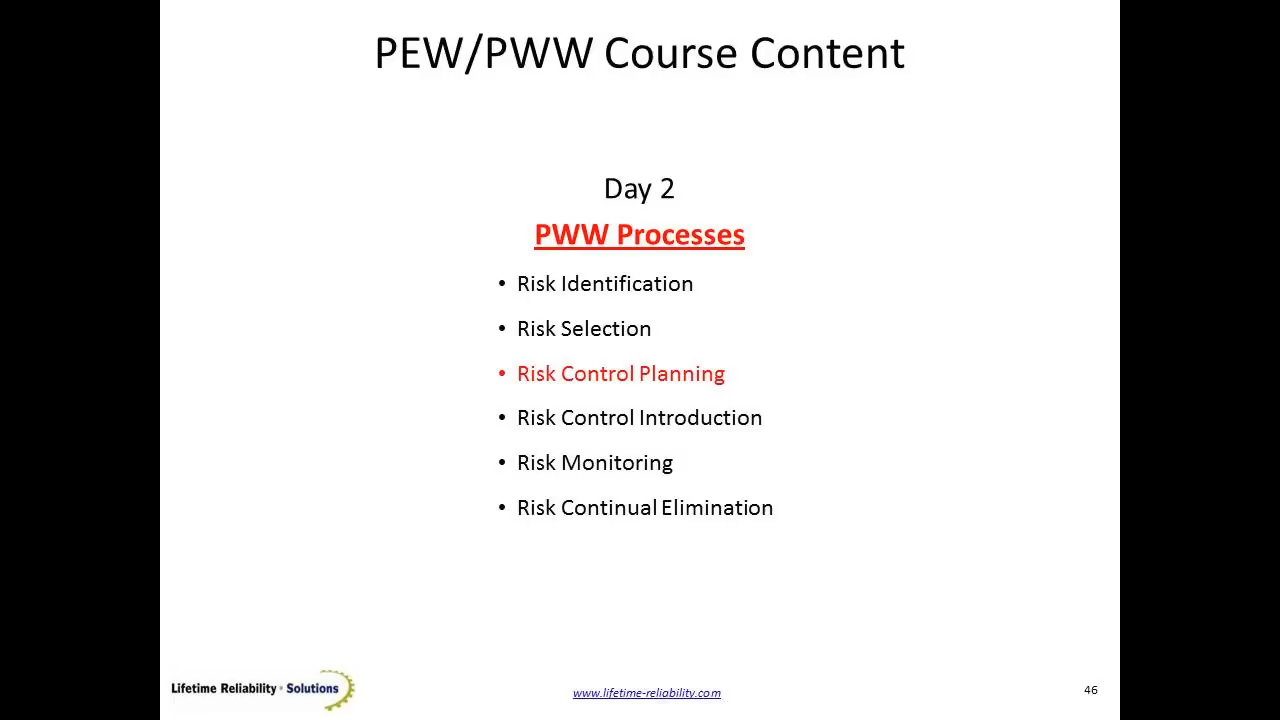 PEW/PWW Course Content
Day 2
PWW Processes
• Risk Identification
• Risk Selection
• Risk Control Planning
• Risk Control Introduction
• Risk Monitoring
• Risk Continual Elimination
Lifetime Reliability • Solutions
www.lifetime-reliability.com
46